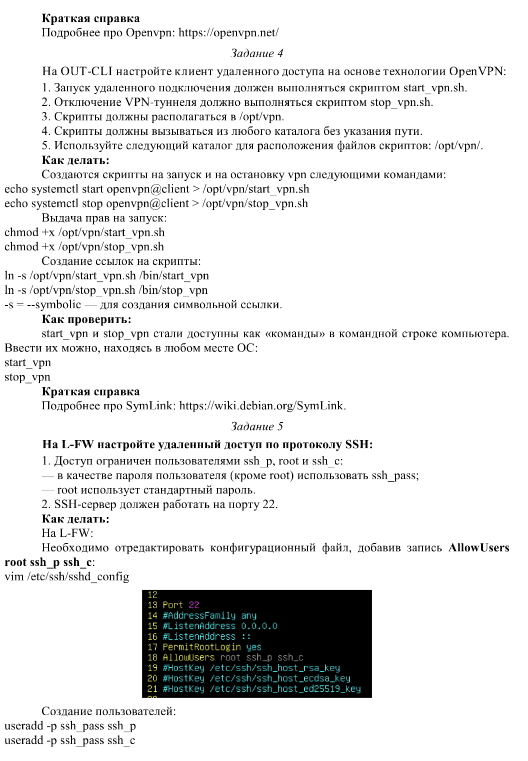 Краткая справка
Подробнее про Openvpn: https://openvpn.net/
Задание 4
На OUT-CLI настройте клиент удаленного доступа на основе технологии OpenVPN:
1. Запуск удаленного подключения должен выполняться скриптом start_vpn.sh.
2. Отключение VPN-туннеля должно выполняться скриптом stop_vpn.sh.
3. Скрипты должны располагаться в /opt/vpn.
4. Скрипты должны вызываться из любого каталога без указания пути.
5. Используйте следующий каталог для расположения файлов скриптов: /opt/vpn/.
Как делать:
Создаются скрипты на запуск и на остановку vpn следующими командами:
echo systemctl start openvpn@client > /opt/vpn/start_vpn.sh
echo systemctl stop openvpn@client > /opt/vpn/stop_vpn.sh
Выдача прав на запуск:
chmod +x /opt/vpn/start_vpn.sh
chmod +x /opt/vpn/stop_vpn.sh
Создание ссылок на скрипты:
ln -s /opt/vpn/start_vpn.sh /bin/start_vpn
ln -s /opt/vpn/stop_vpn.sh /bin/stop_vpn
-s = --symbolic — для создания символьной ссылки.
Как проверить:
start_vpn и stop_vpn стали доступны как «команды» в командной строке компьютера.
Ввести их можно, находясь в любом месте ОС:
start_vpn
stop_vpn
Краткая справка
Подробнее про SymLink: https://wiki.debian.org/SymLink.
Задание 5
На L-FW настройте удаленный доступ по протоколу SSH:
1. Доступ ограничен пользователями ssh_p, root и ssh_c:
— в качестве пароля пользователя (кроме root) использовать ssh_pass;
— root использует стандартный пароль.
2. SSH-сервер должен работать на порту 22.
Как делать:
На L-FW:
Необходимо отредактировать конфигурационный файл, добавив запись AllowUsers
root ssh_p ssh_c:
vim /etc/ssh/sshd_config
12
13 Port 22
14 #AddressFamily any
15 #ListenAddress 0.0.0.0
16 #ListenAddress ::
17 PermitRootLogin yes
18 AllowUsers root ssh_p ssh_c
19 #HostKey /etc/ssh/ssh_host_rsa_key
20 #HostKey /etc/ssh/ssh_host_ecdsa_key
21 #HostKey /etc/ssh/ssh_host_ed25519_key
Создание пользователей:
useradd -p ssh_pass ssh_p
useradd -p ssh_pass ssh_c